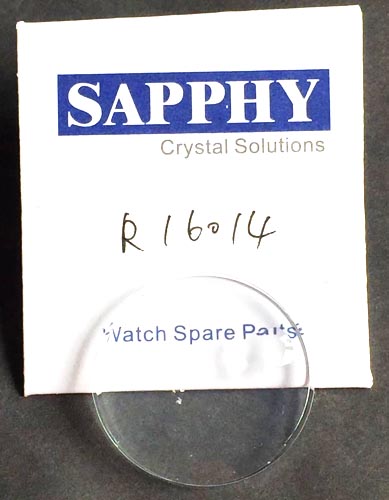 SAPPHY
Crystal Solutions
R16014
Watch Spare Parts